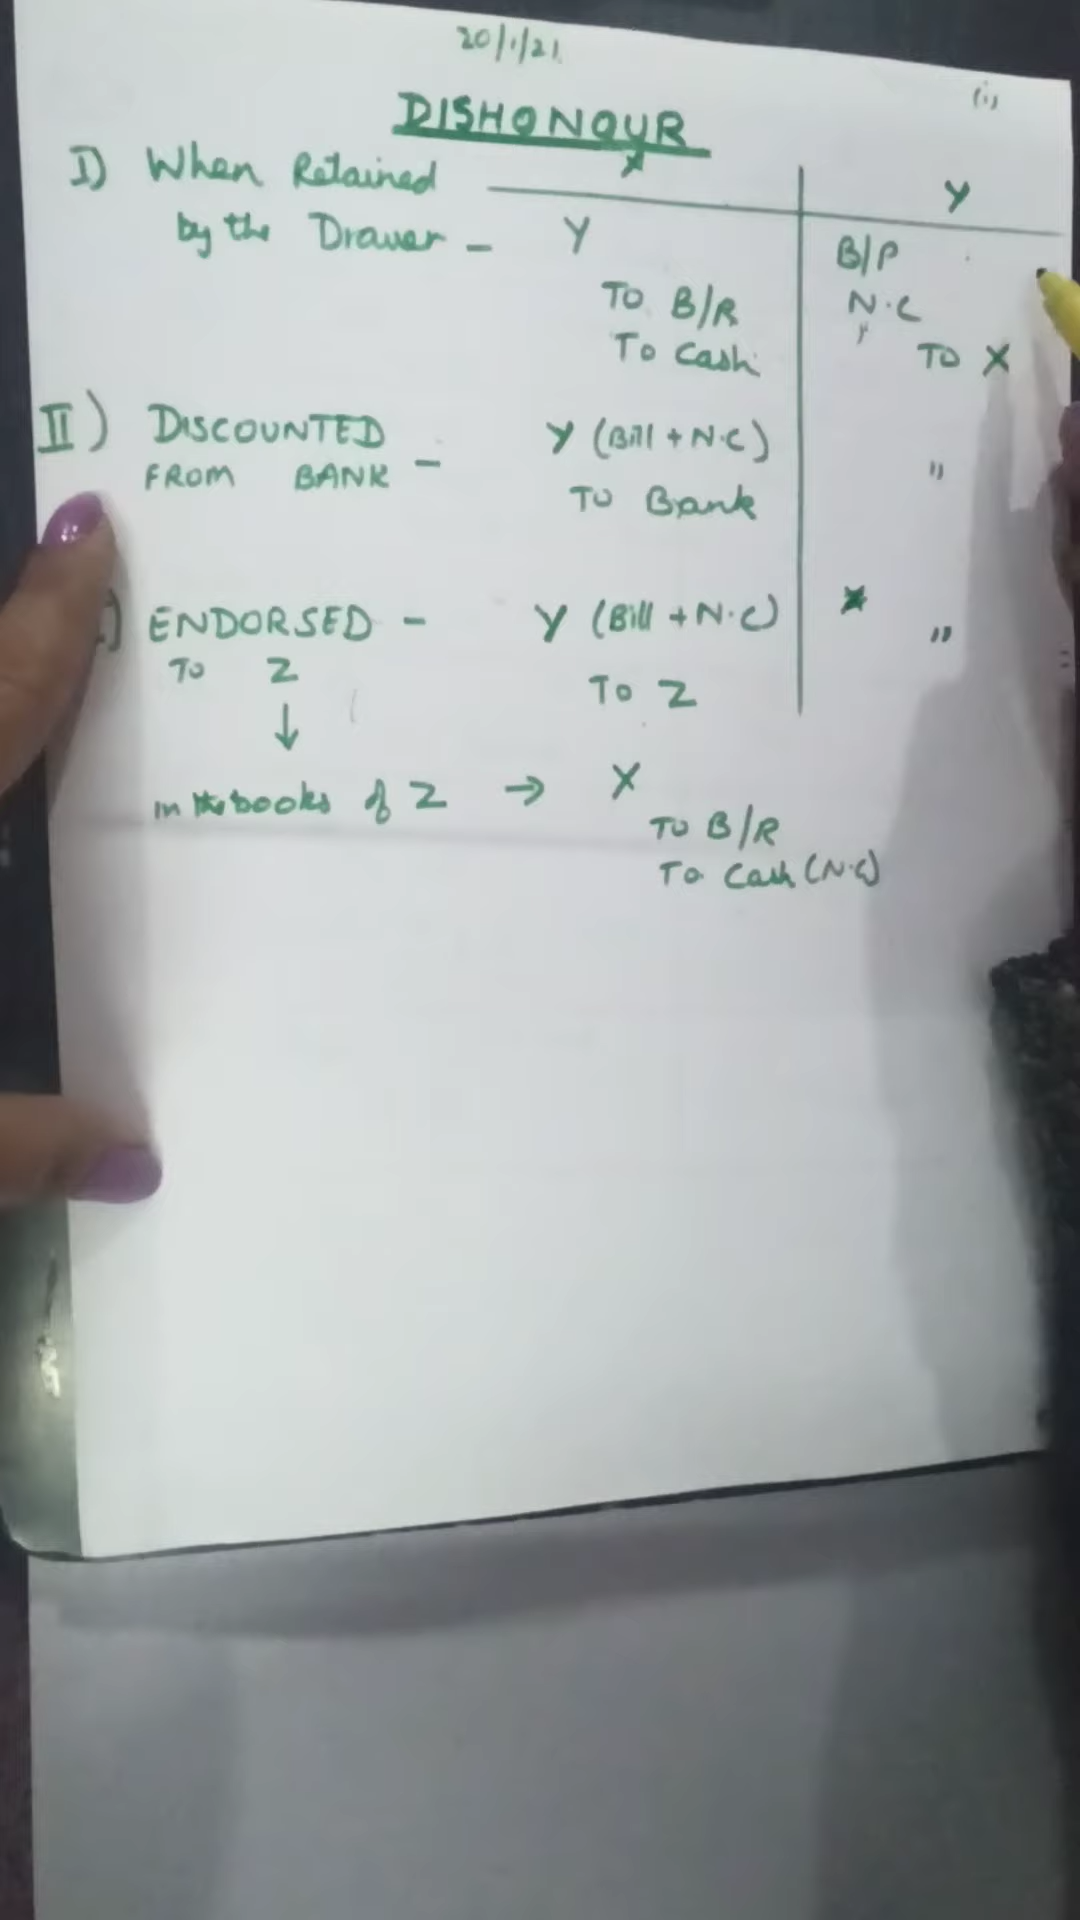 20/1/21
(1)
DISHONOUR
X
Y
I) When Retained
by the Drawer - Y
To B/R
To Cash
B/P
N.C
To X
II) DISCOUNTED
FROM BANK -
Y (Bill + N.C)
To Bank
"
) ENDORSED - Y (Bill + N.C)
To Z
↓
To Z
"
in the books of Z → X
To B/R
To Cash (N.C)